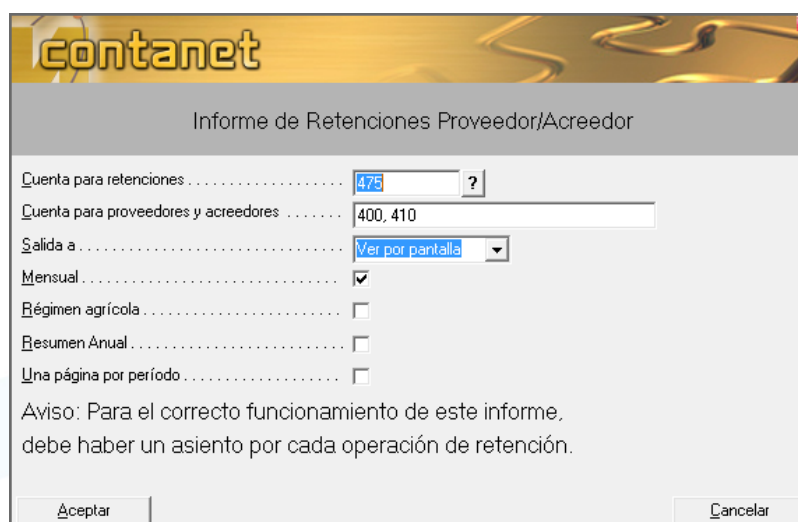 contanet
Informe de Retenciones Proveedor/Acreedor
Cuenta para retenciones . . . . . . . . . . . . . . . . . . . 475 ?
Cuenta para proveedores y acreedores . . . . . . . 400, 410
Salida a . . . . . . . . . . . . . . . . . . . . . . . . . . . . . . . . Ver por pantalla
Mensual . . . . . . . . . . . . . . . . . . . . . . . . . . . . . . .
Régimen agrícola . . . . . . . . . . . . . . . . . . . . . . . .
Resumen Anual . . . . . . . . . . . . . . . . . . . . . . . . . .
Una página por período . . . . . . . . . . . . . . . . . . .
Aviso: Para el correcto funcionamiento de este informe,
debe haber un asiento por cada operación de retención.
Aceptar Cancelar